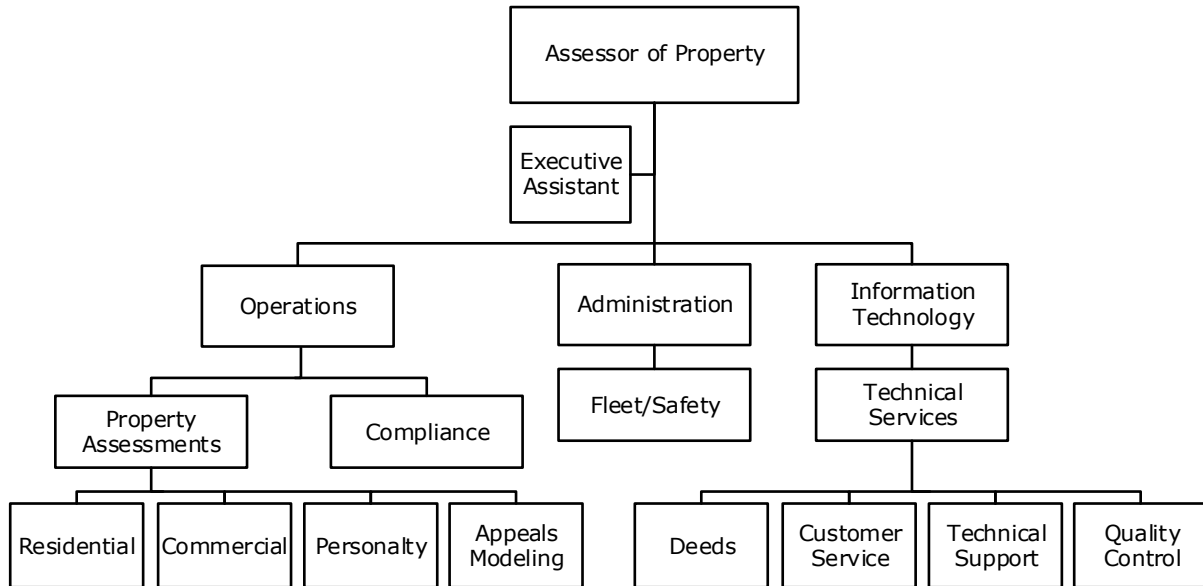 Assessor of Property
Executive
Assistant
Operations
Administration
Information
Technology
Property
Assessments
Compliance
Fleet/Safety
Technical
Services
Residential
Commercial
Personalty
Appeals
Modeling
Deeds
Customer
Service
Technical
Support
Quality
Control